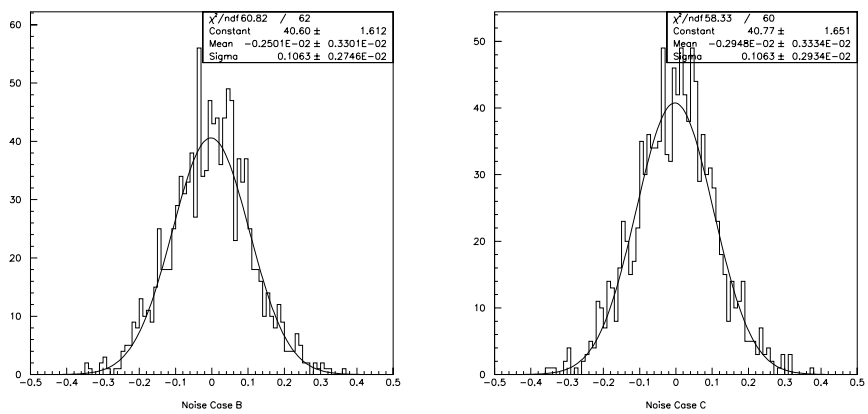 χ²/ndf60.82 / 62
Constant 40.60 ± 1.612
Mean -0.2501E-02 ± 0.3301E-02
Sigma 0.1063 ± 0.2746E-02
60
50
40
30
20
10
0
-0.5 -0.4 -0.3 -0.2 -0.1 0 0.1 0.2 0.3 0.4 0.5
Noise Case B
χ²/ndf58.33 / 60
Constant 40.77 ± 1.651
Mean -0.2948E-02 ± 0.3334E-02
Sigma 0.1063 ± 0.2934E-02
50
40
30
20
10
0
-0.5 -0.4 -0.3 -0.2 -0.1 0 0.1 0.2 0.3 0.4 0.5
Noise Case C